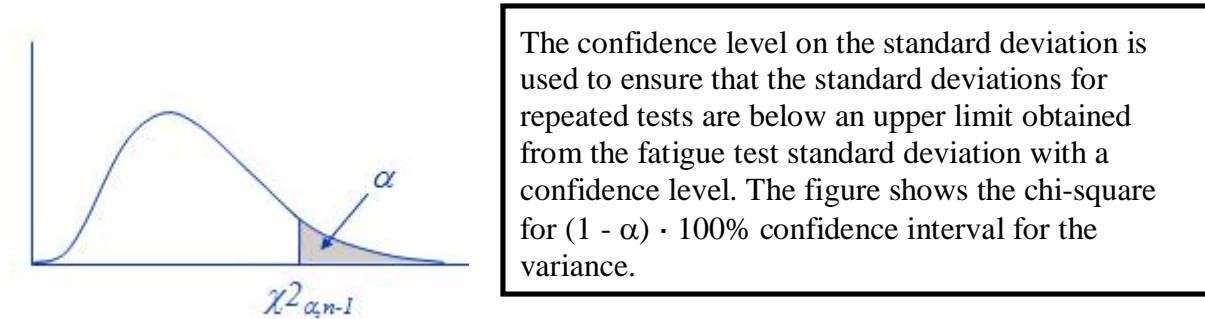 The confidence level on the standard deviation is
used to ensure that the standard deviations for
repeated tests are below an upper limit obtained
from the fatigue test standard deviation with a
confidence level. The figure shows the chi-square
for (1 - α) · 100% confidence interval for the
variance.
α
χ2 α,n-1